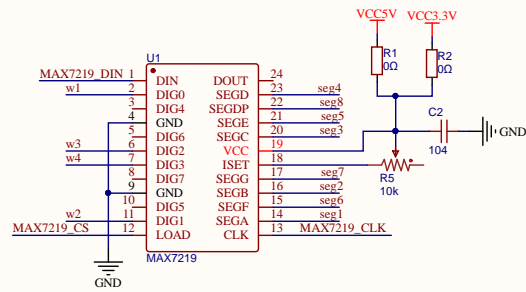 VCC5V VCC3.3V
R1 0Ω R2 0Ω
U1
MAX7219_DIN 1 DIN DOUT 24
w1 2 DIG0 SEGD 23 seg4
3 DIG4 SEGDP 22 seg8
4 GND SEGE 21 seg5
5 DIG6 SEGC 20 seg3
w3 6 DIG2 VCC 19
w4 7 DIG3 ISET 18
8 DIG7 SEGG 17 seg7
9 GND SEGB 16 seg2
10 DIG5 SEGF 15 seg6
w2 11 DIG1 SEGA 14 seg1
MAX7219_CS 12 LOAD CLK 13 MAX7219_CLK
MAX7219
C2
104
GND
R5
10k
GND